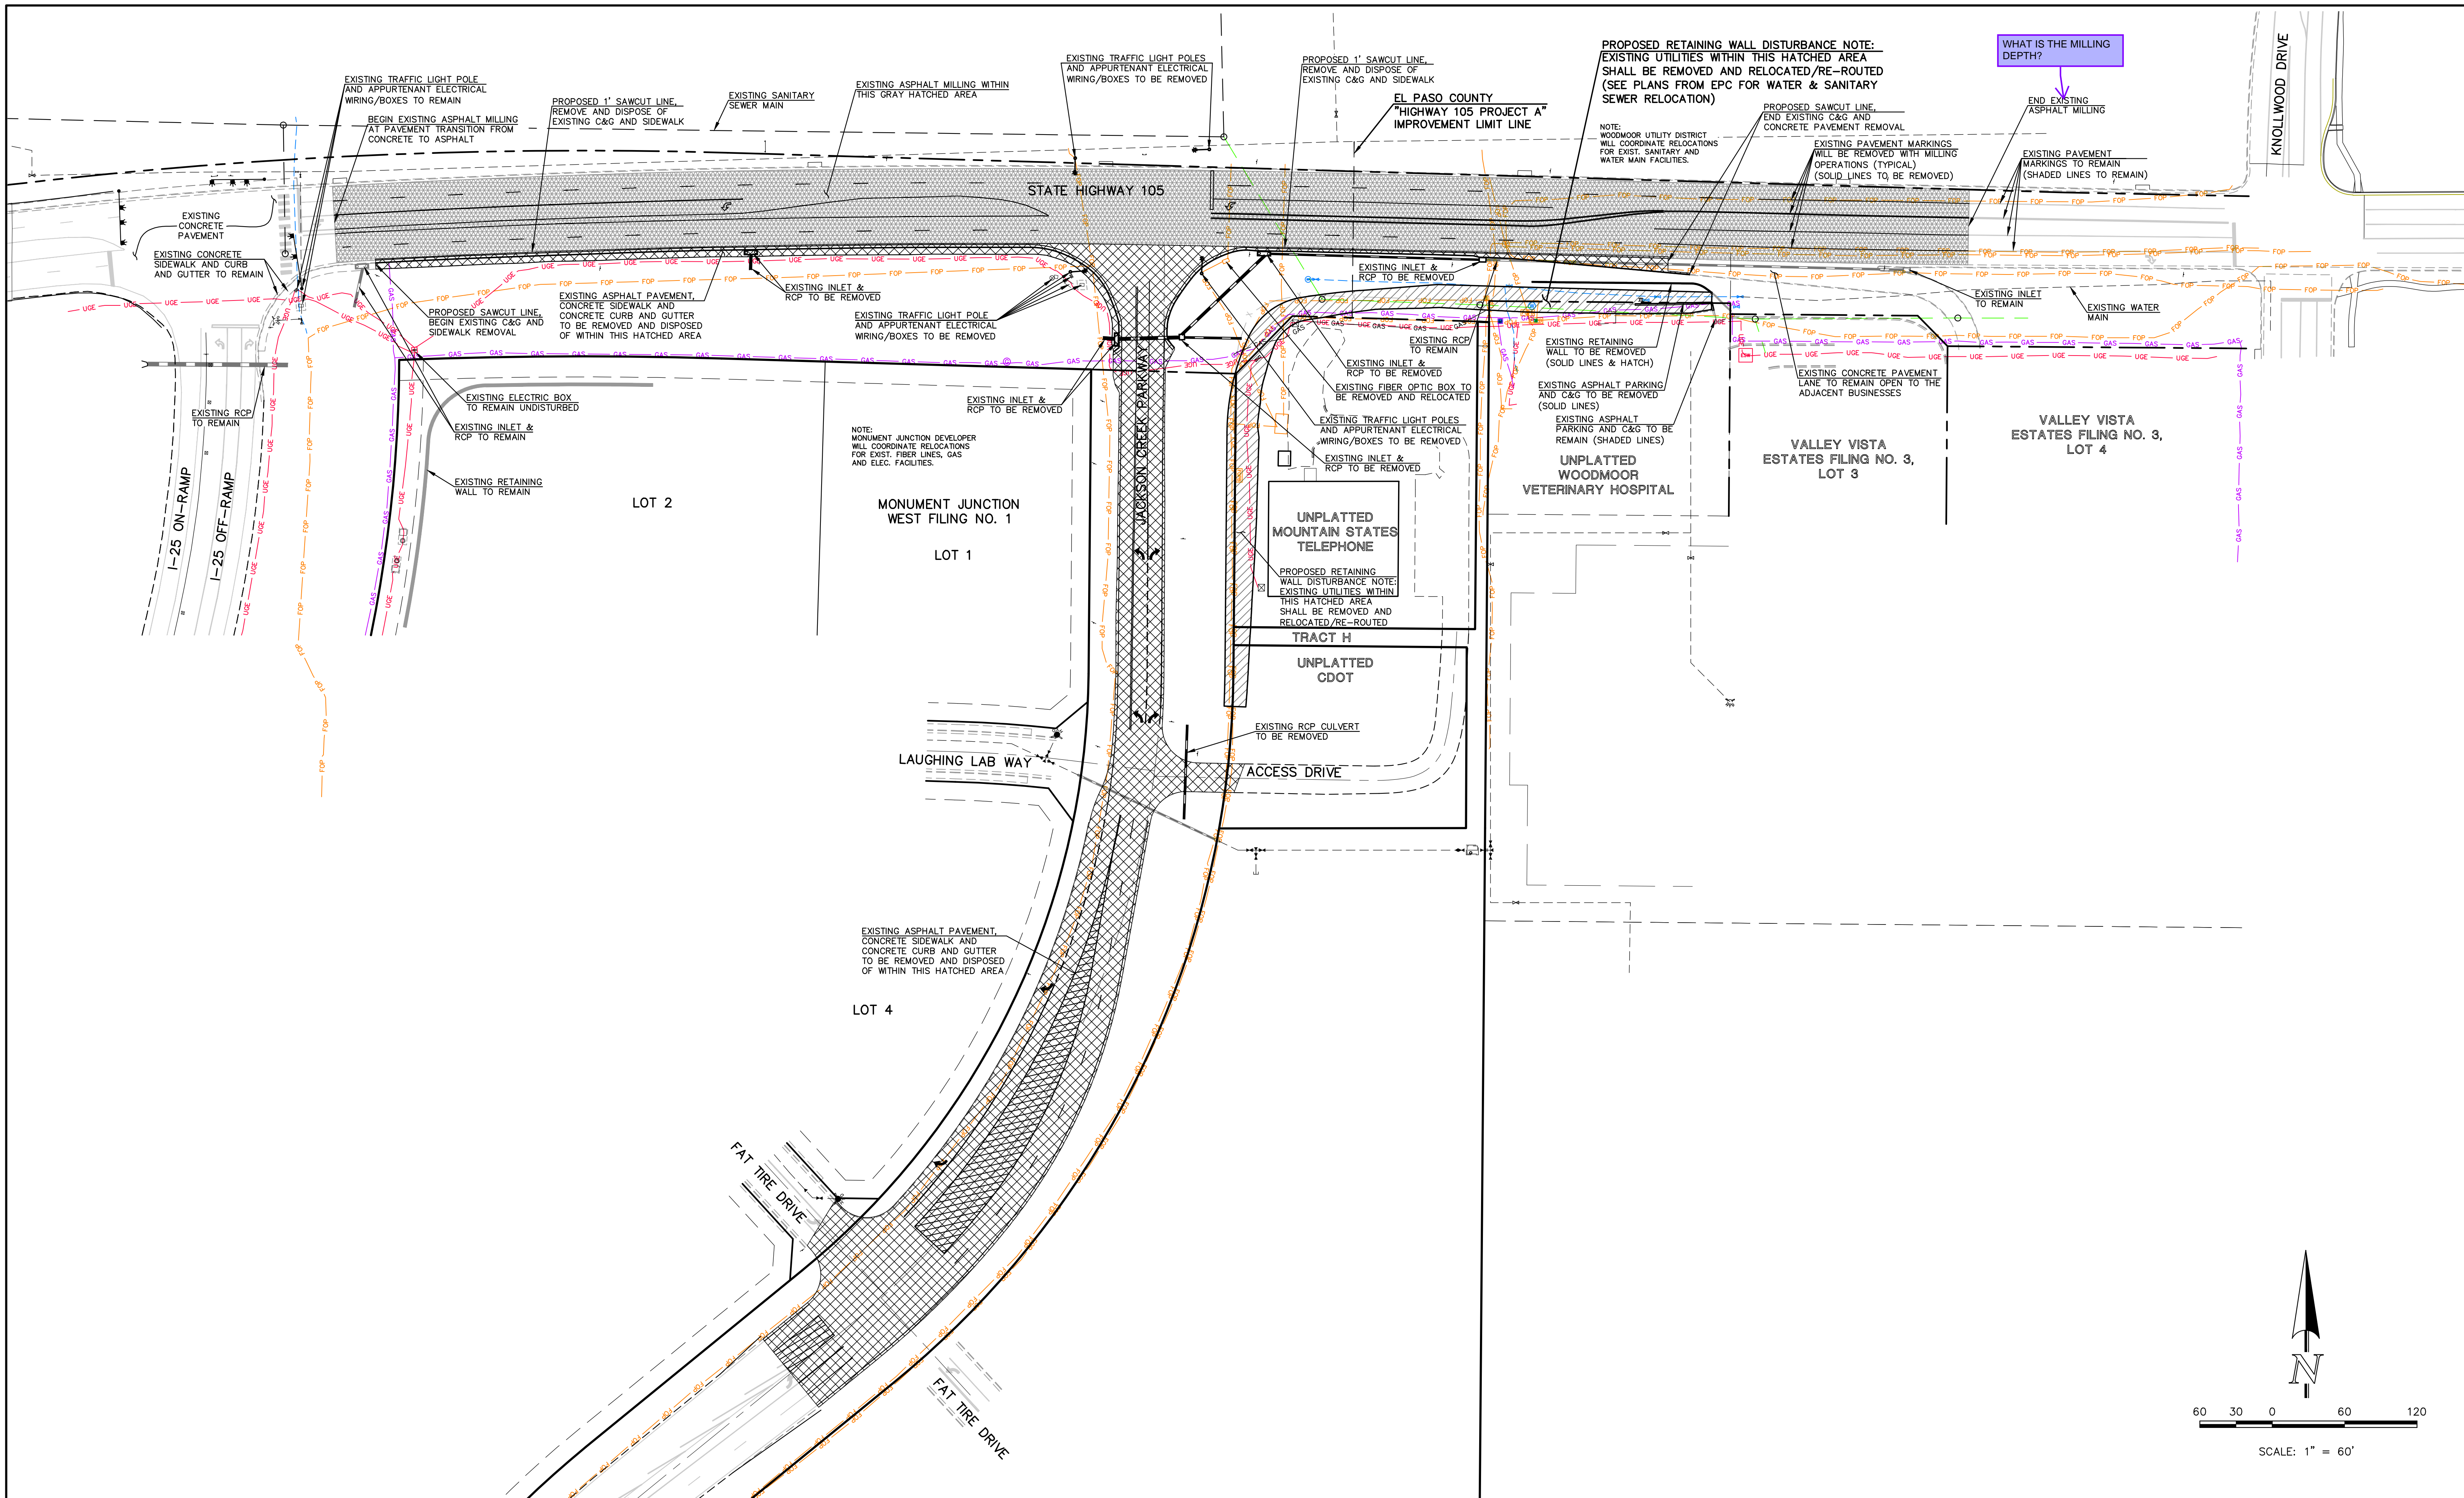 EXISTING TRAFFIC LIGHT POLE
AND APPURTENANT ELECTRICAL
WIRING/BOXES TO REMAIN
BEGIN EXISTING ASPHALT MILLING
AT PAVEMENT TRANSITION FROM
CONCRETE TO ASPHALT
PROPOSED 1' SAWCUT LINE,
REMOVE AND DISPOSE OF
EXISTING C&G AND SIDEWALK
EXISTING SANITARY
SEWER MAIN
EXISTING ASPHALT MILLING WITHIN
THIS GRAY HATCHED AREA
EXISTING TRAFFIC LIGHT POLES
AND APPURTENANT ELECTRICAL
WIRING/BOXES TO BE REMOVED
PROPOSED 1' SAWCUT LINE,
REMOVE AND DISPOSE OF
EXISTING C&G AND SIDEWALK
EL PASO COUNTY
"HIGHWAY 105 PROJECT A"
IMPROVEMENT LIMIT LINE
PROPOSED RETAINING WALL DISTURBANCE NOTE:
EXISTING UTILITIES WITHIN THIS HATCHED AREA
SHALL BE REMOVED AND RELOCATED/RE-ROUTED
(SEE PLANS FROM EPC FOR WATER & SANITARY
SEWER RELOCATION)
NOTE:
WOODMOOR UTILITY DISTRICT
WILL COORDINATE RELOCATIONS
FOR EXIST. SANITARY AND
WATER MAIN FACILITIES.
PROPOSED SAWCUT LINE,
END EXISTING C&G AND
CONCRETE PAVEMENT REMOVAL
EXISTING PAVEMENT MARKINGS
WILL BE REMOVED WITH MILLING
OPERATIONS (TYPICAL)
(SOLID LINES TO BE REMOVED)
WHAT IS THE MILLING
DEPTH?
END EXISTING
ASPHALT MILLING
EXISTING PAVEMENT
MARKINGS TO REMAIN
(SHADED LINES TO REMAIN)
KNOLLWOOD DRIVE
STATE HIGHWAY 105
EXISTING
CONCRETE
PAVEMENT
EXISTING CONCRETE
SIDEWALK AND CURB
AND GUTTER TO REMAIN
PROPOSED SAWCUT LINE,
BEGIN EXISTING C&G AND
SIDEWALK REMOVAL
EXISTING ASPHALT PAVEMENT,
CONCRETE SIDEWALK AND
CONCRETE CURB AND GUTTER
TO BE REMOVED AND DISPOSED
OF WITHIN THIS HATCHED AREA
EXISTING INLET &
RCP TO BE REMOVED
EXISTING TRAFFIC LIGHT POLE
AND APPURTENANT ELECTRICAL
WIRING/BOXES TO BE REMOVED
EXISTING INLET &
RCP TO BE REMOVED
EXISTING RCP
TO REMAIN
EXISTING INLET &
RCP TO BE REMOVED
EXISTING FIBER OPTIC BOX TO
BE REMOVED AND RELOCATED
EXISTING TRAFFIC LIGHT POLES
AND APPURTENANT ELECTRICAL
WIRING/BOXES TO BE REMOVED
EXISTING INLET &
RCP TO BE REMOVED
EXISTING RETAINING
WALL TO BE REMOVED
(SOLID LINES & HATCH)
EXISTING ASPHALT PARKING
AND C&G TO BE REMOVED
(SOLID LINES)
EXISTING ASPHALT
PARKING AND C&G TO BE
REMAIN (SHADED LINES)
EXISTING INLET
TO REMAIN
EXISTING WATER
MAIN
EXISTING CONCRETE PAVEMENT
LANE TO REMAIN OPEN TO THE
ADJACENT BUSINESSES
EXISTING RCP
TO REMAIN
EXISTING ELECTRIC BOX
TO REMAIN UNDISTURBED
EXISTING INLET &
RCP TO REMAIN
EXISTING RETAINING
WALL TO REMAIN
EXISTING INLET &
RCP TO BE REMOVED
NOTE:
MONUMENT JUNCTION DEVELOPER
WILL COORDINATE RELOCATIONS
FOR EXIST. FIBER LINES, GAS
AND ELEC. FACILITIES.
I-25 ON-RAMP
I-25 OFF-RAMP
LOT 2
MONUMENT JUNCTION
WEST FILING NO. 1
LOT 1
JACKSON CREEK PARKWAY
UNPLATTED
MOUNTAIN STATES
TELEPHONE
UNPLATTED
WOODMOOR
VETERINARY HOSPITAL
VALLEY VISTA
ESTATES FILING NO. 3,
LOT 3
VALLEY VISTA
ESTATES FILING NO. 3,
LOT 4
PROPOSED RETAINING
WALL DISTURBANCE NOTE:
EXISTING UTILITIES WITHIN
THIS HATCHED AREA
SHALL BE REMOVED AND
RELOCATED/RE-ROUTED
TRACT H
UNPLATTED
CDOT
EXISTING RCP CULVERT
TO BE REMOVED
LAUGHING LAB WAY
ACCESS DRIVE
EXISTING ASPHALT PAVEMENT,
CONCRETE SIDEWALK AND
CONCRETE CURB AND GUTTER
TO BE REMOVED AND DISPOSED
OF WITHIN THIS HATCHED AREA
LOT 4
FAT TIRE DRIVE
FAT TIRE DRIVE
N
60 30 0 60 120
SCALE: 1" = 60'